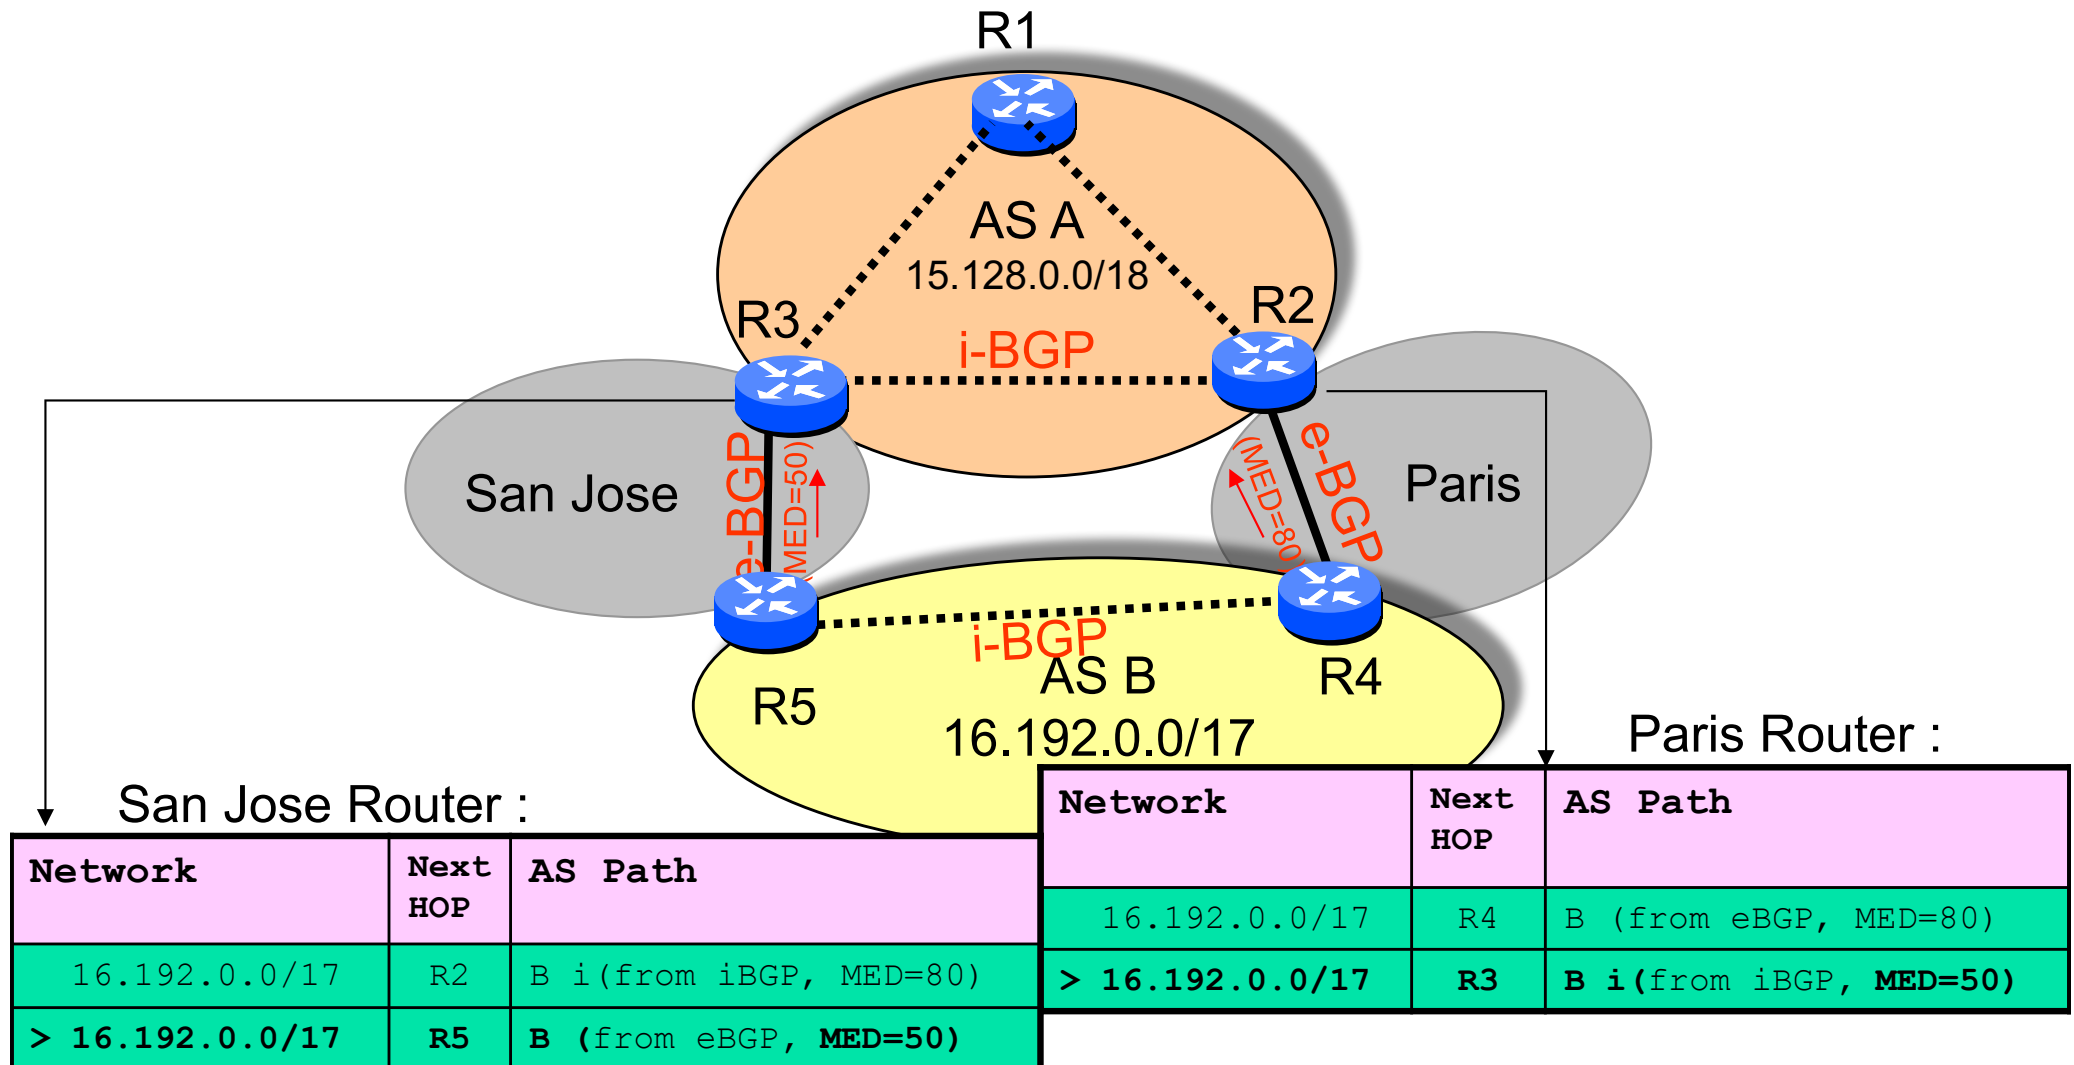 R1
AS A
15.128.0.0/18
R3
R2
i-BGP
San Jose
e-BGP
(MED=50)
(MED=80)
e-BGP
Paris
i-BGP
AS B
R5
R4
16.192.0.0/17
Paris Router :
Network Next HOP AS Path
16.192.0.0/17 R4 B (from eBGP, MED=80)
> 16.192.0.0/17 R3 B i(from iBGP, MED=50)
San Jose Router :
Network Next HOP AS Path
16.192.0.0/17 R2 B i(from iBGP, MED=80)
> 16.192.0.0/17 R5 B (from eBGP, MED=50)